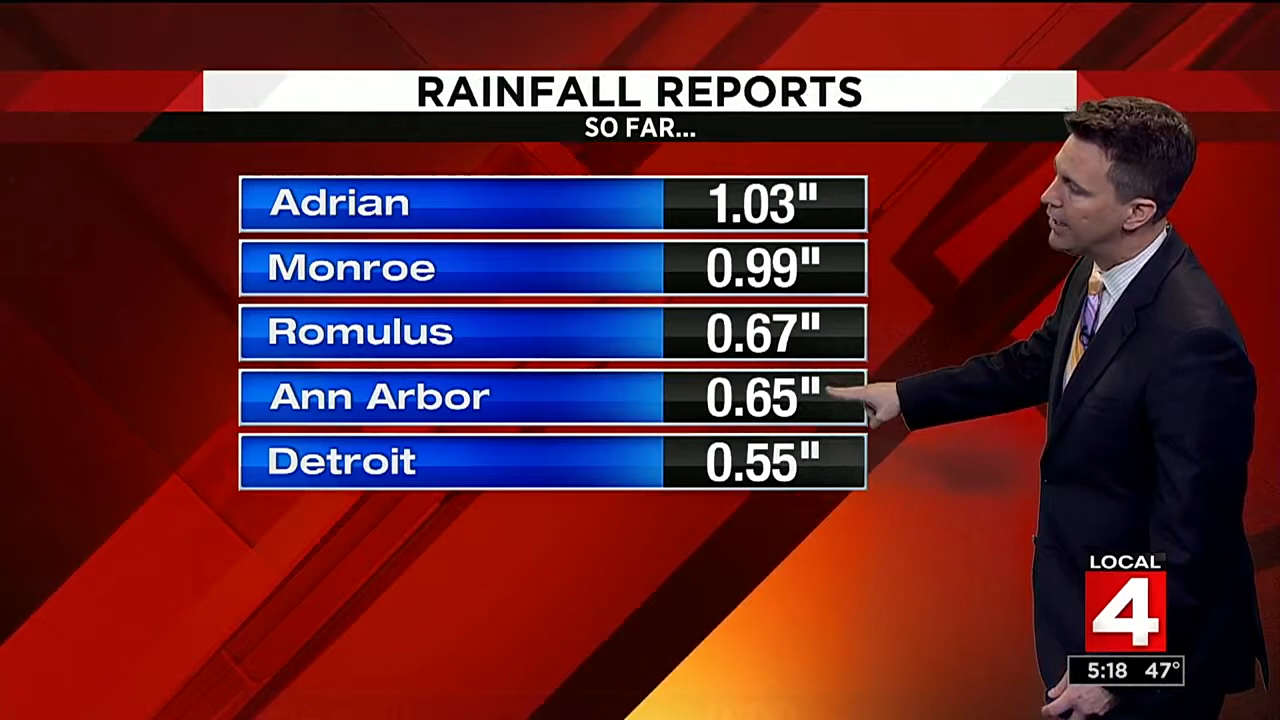 RAINFALL REPORTS
SO FAR...
Adrian 1.03"
Monroe 0.99"
Romulus 0.67"
Ann Arbor 0.65"
Detroit 0.55"
LOCAL
4
5:18 47°